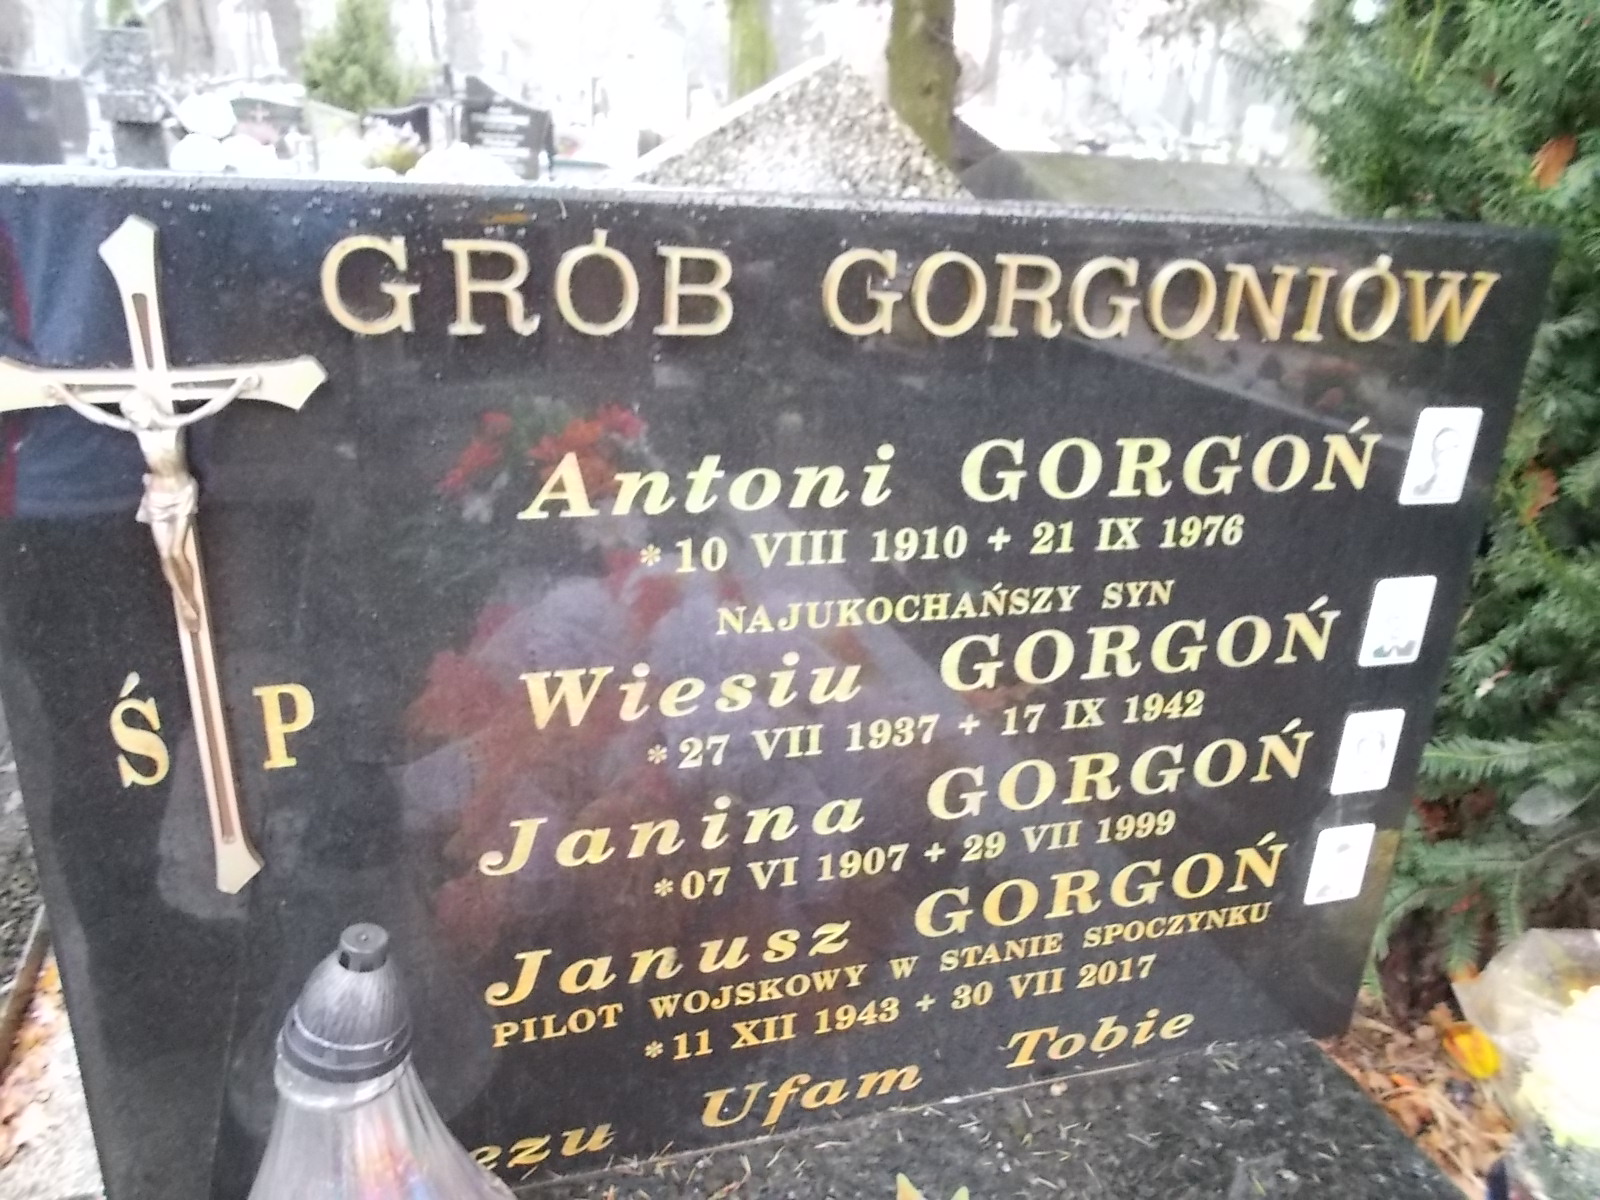 GRÓB GORGONIÓW
Antoni GORGOŃ
*10 VIII 1910 + 21 IX 1976
NAJUKOCHAŃSZY SYN
Wiesiu GORGOŃ
*27 VII 1937 + 17 IX 1942
Ś P
Janina GORGOŃ
*07 VI 1907 + 29 VII 1999
Janusz GORGOŃ
PILOT WOJSKOWY W STANIE SPOCZYNKU
*11 XII 1943 + 30 VII 2017
ezu Ufam Tobie